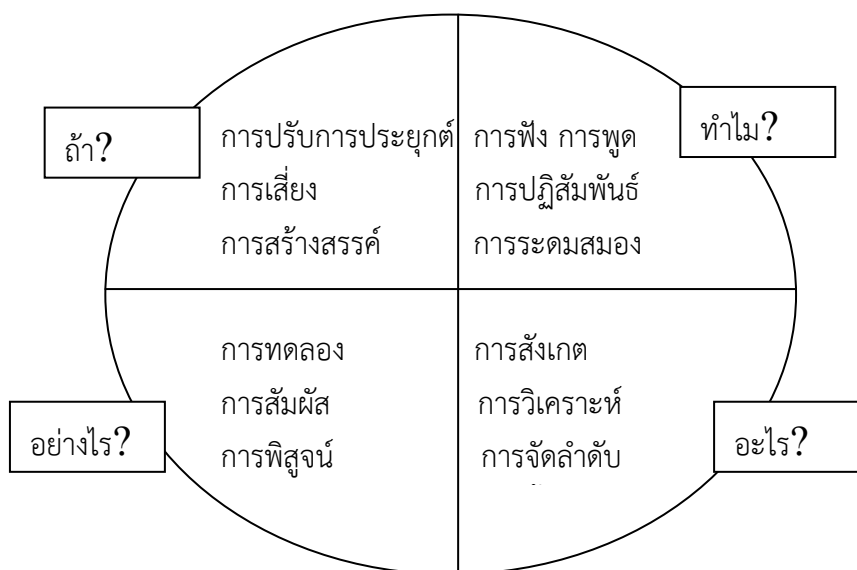 ถ้า?
การปรับการประยุกต์
การเสี่ยง
การสร้างสรรค์
ทำไม?
การฟัง การพูด
การปฏิสัมพันธ์
การระดมสมอง
อย่างไร?
การทดลอง
การสัมผัส
การพิสูจน์
อะไร?
การสังเกต
การวิเคราะห์
การจัดลำดับ